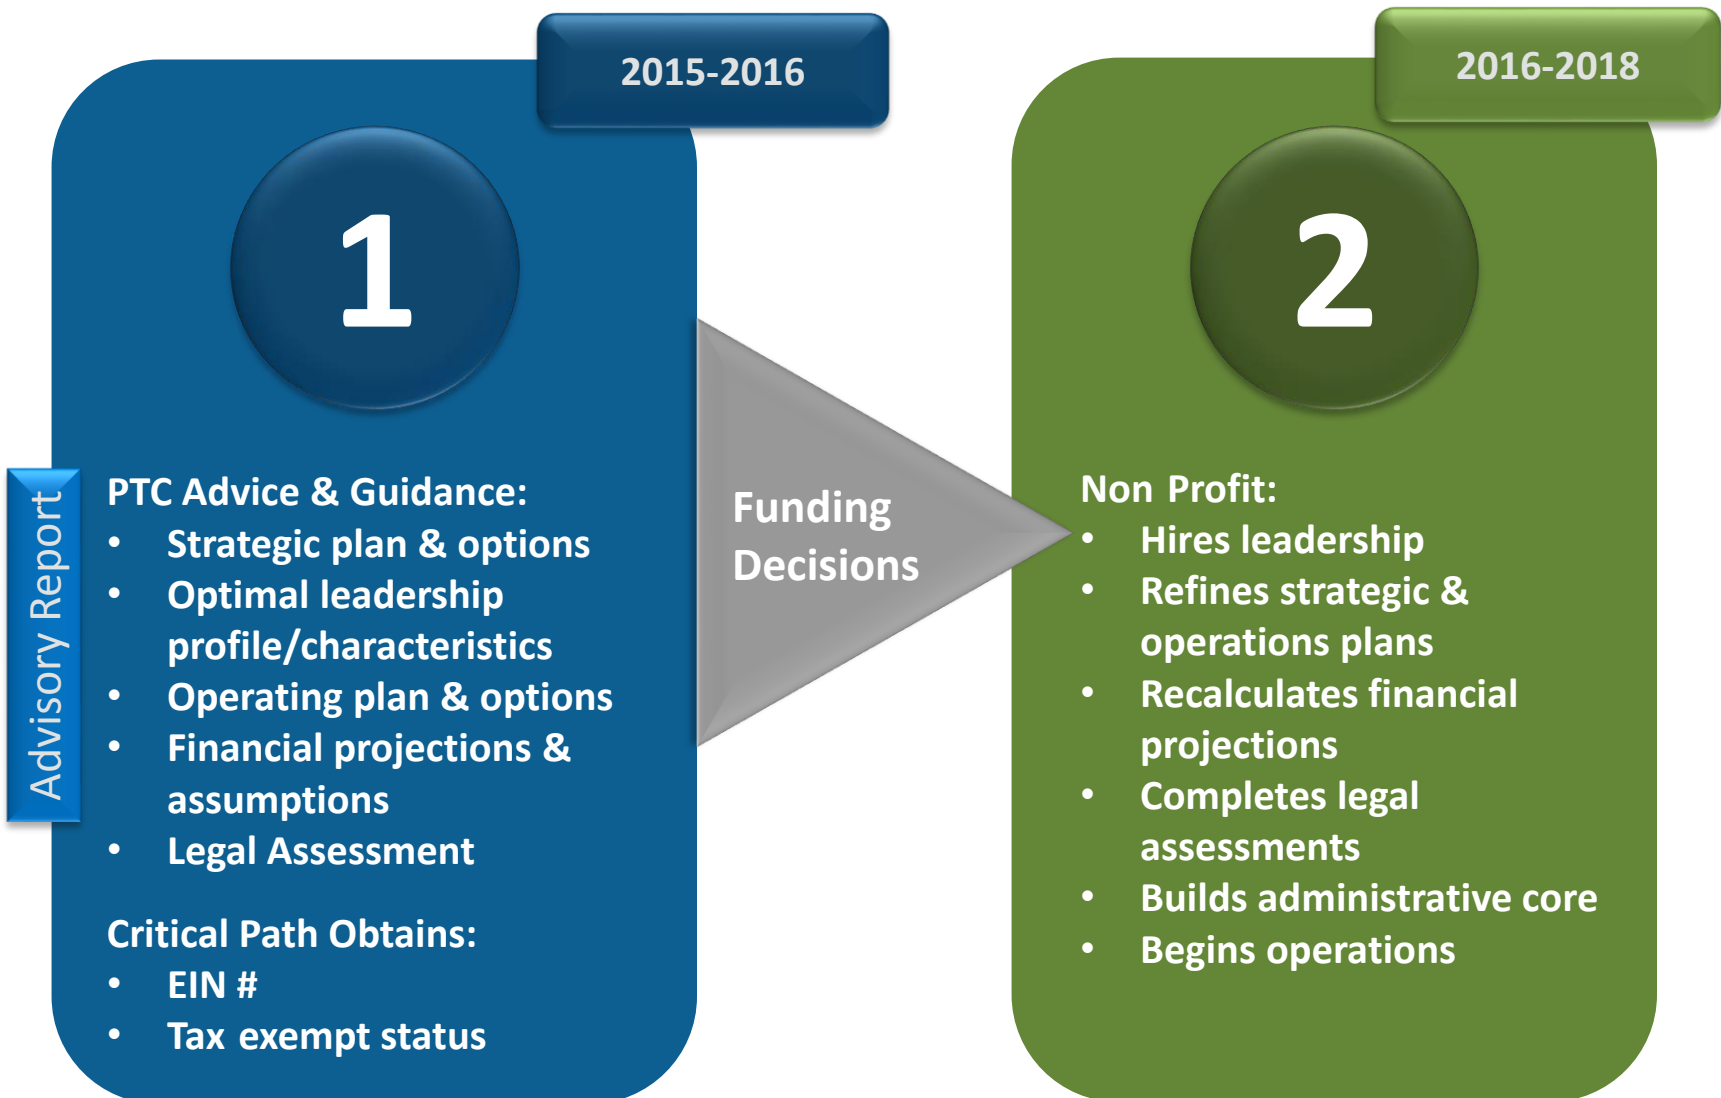 2015-2016
1
Advisory Report
PTC Advice & Guidance:
• Strategic plan & options
• Optimal leadership
profile/characteristics
• Operating plan & options
• Financial projections &
assumptions
• Legal Assessment
Critical Path Obtains:
• EIN #
• Tax exempt status
Funding
Decisions
2016-2018
2
Non Profit:
• Hires leadership
• Refines strategic &
operations plans
• Recalculates financial
projections
• Completes legal
assessments
• Builds administrative core
• Begins operations